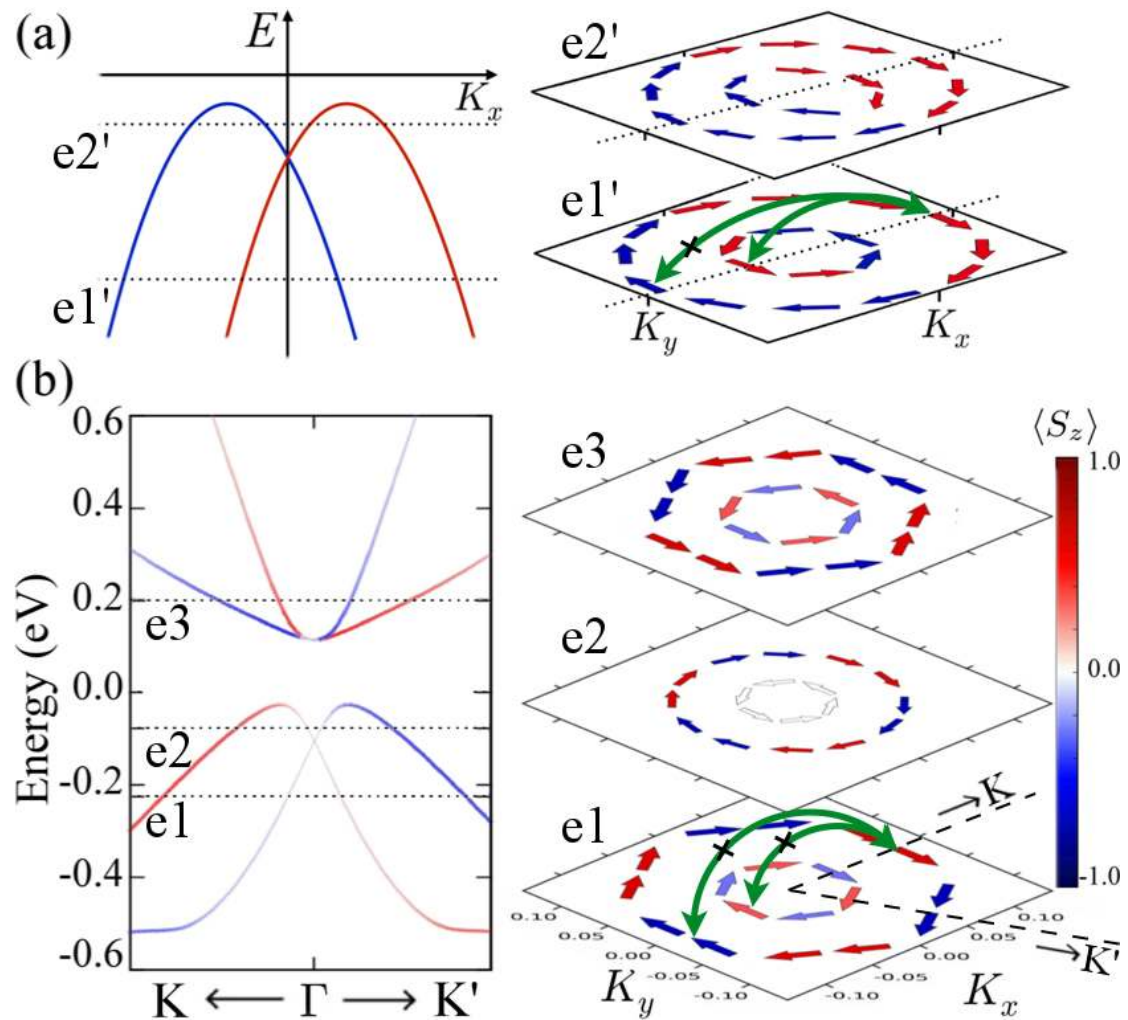 (a)
E
K_x
e2'
e1'
e2'
e1'
K_y
K_x
(b)
Energy (eV)
0.6
0.4
0.2
0.0
-0.2
-0.4
-0.6
e3
e2
e1
K ← Γ → K'
e3
e2
e1
→K
→K'
0.10
0.05
0.00
-0.05
-0.10
K_y
-0.10
-0.05
0.00
0.05
0.10
K_x
⟨S_z⟩
1.0
0.0
-1.0